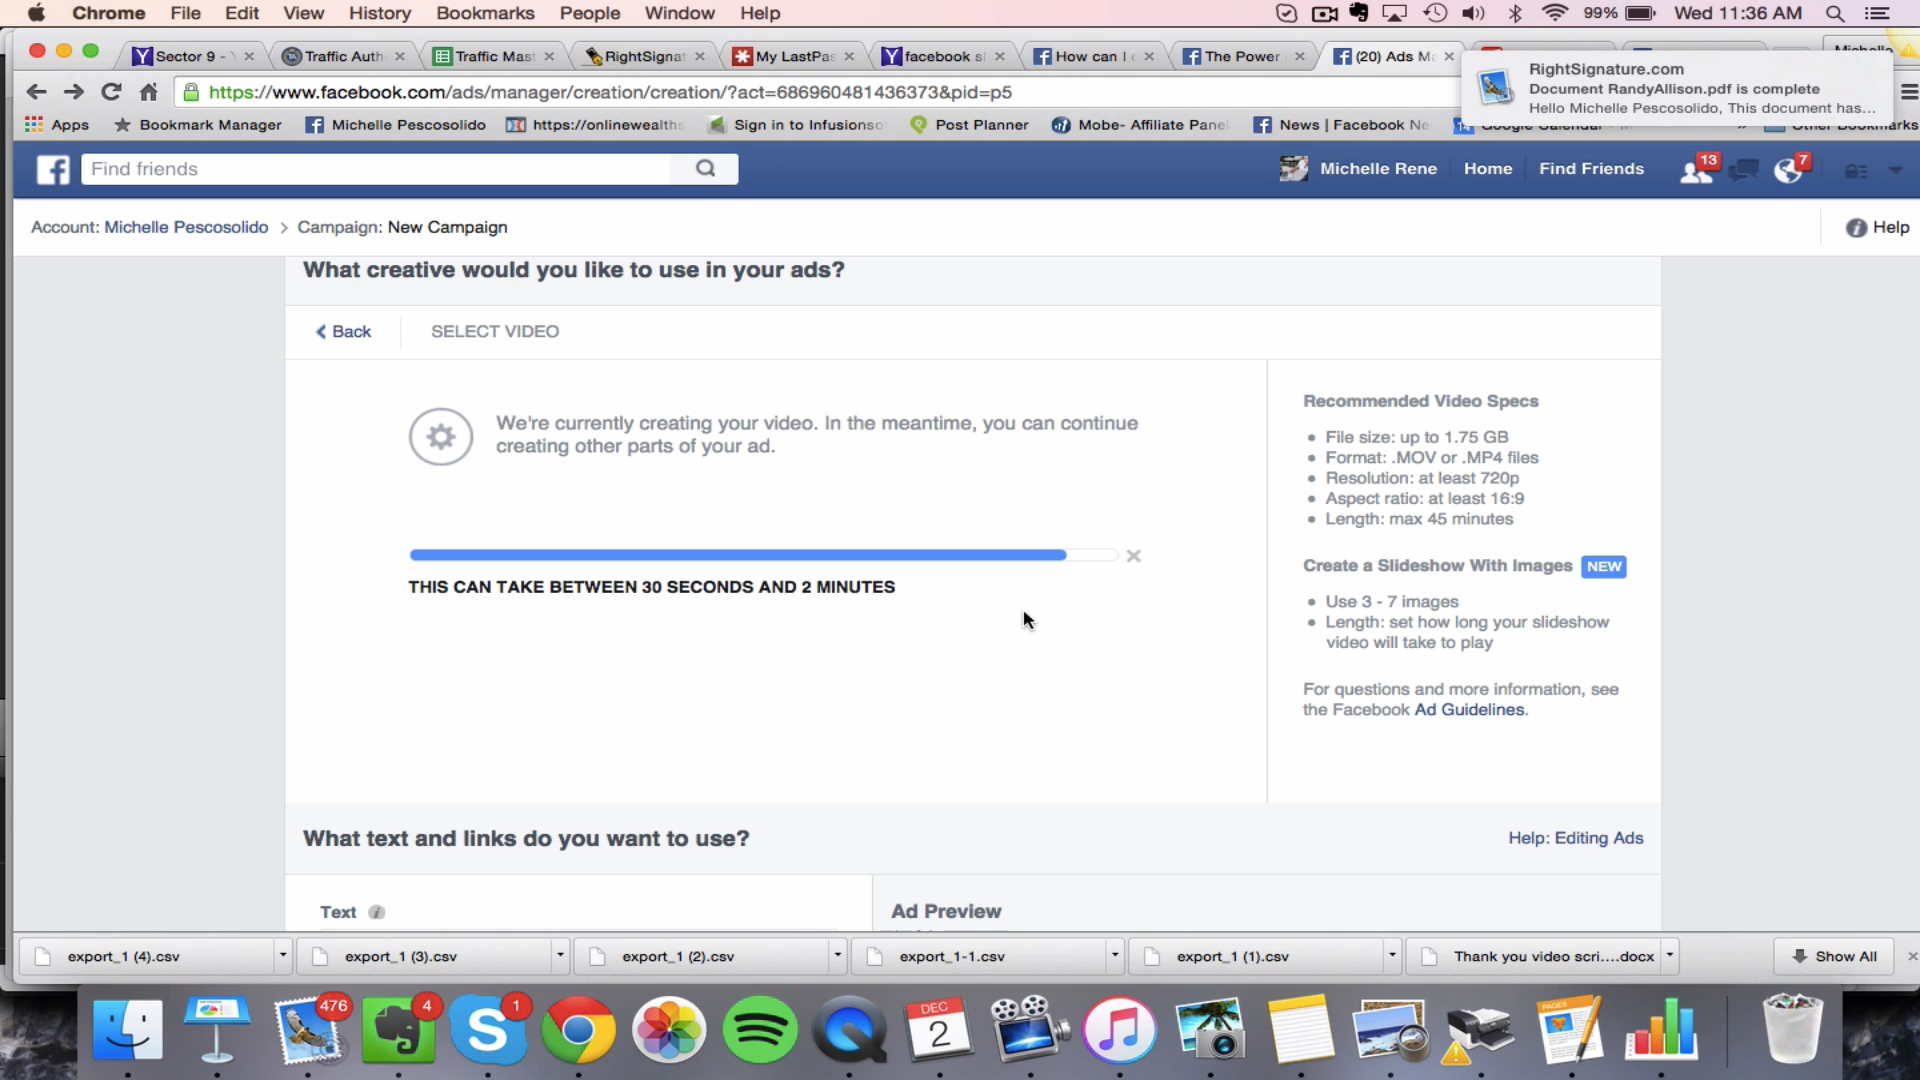 Chrome File Edit View History Bookmarks People Window Help 99% Wed 11:36 AM
Sector 9 - Traffic Auth Traffic Mast RightSignat My LastPas facebook sl How can I The Power (20) Ads M
RightSignature.com
Document RandyAllison.pdf is complete
Hello Michelle Pescosolido, This document has...
https://www.facebook.com/ads/manager/creation/creation/?act=686960481436373&pid=p5
Apps Bookmark Manager Michelle Pescosolido https://onlinewealths Sign in to Infusionso Post Planner Mobe- Affiliate Pane News | Facebook Ne Google Calendar Other Bookmarks
Find friends
Michelle Rene Home Find Friends 13 7
Account: Michelle Pescosolido > Campaign: New Campaign
Help
What creative would you like to use in your ads?
Back SELECT VIDEO
We're currently creating your video. In the meantime, you can continue
creating other parts of your ad.
THIS CAN TAKE BETWEEN 30 SECONDS AND 2 MINUTES
Recommended Video Specs
File size: up to 1.75 GB
Format: .MOV or .MP4 files
Resolution: at least 720p
Aspect ratio: at least 16:9
Length: max 45 minutes
Create a Slideshow With Images NEW
Use 3 - 7 images
Length: set how long your slideshow
video will take to play
For questions and more information, see
the Facebook Ad Guidelines.
What text and links do you want to use?
Help: Editing Ads
Text
Ad Preview
export_1 (4).csv export_1 (3).csv export_1 (2).csv export_1-1.csv export_1 (1).csv Thank you video scri....docx Show All
476 4 1 DEC 2 PAGES